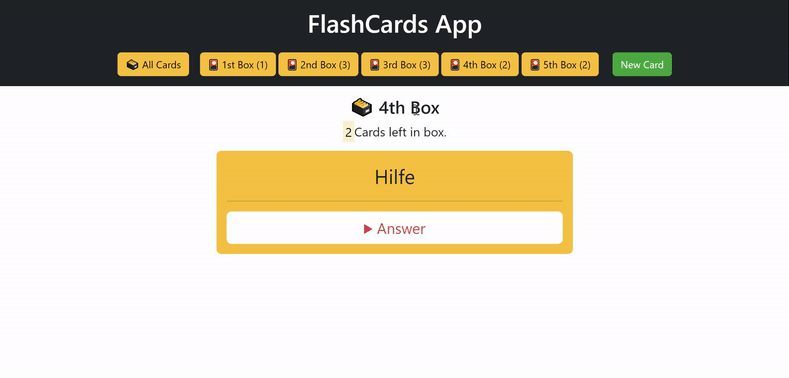 FlashCards App
All Cards 1st Box (1) 2nd Box (3) 3rd Box (3) 4th Box (2) 5th Box (2) New Card
4th Box
2 Cards left in box.
Hilfe
Answer